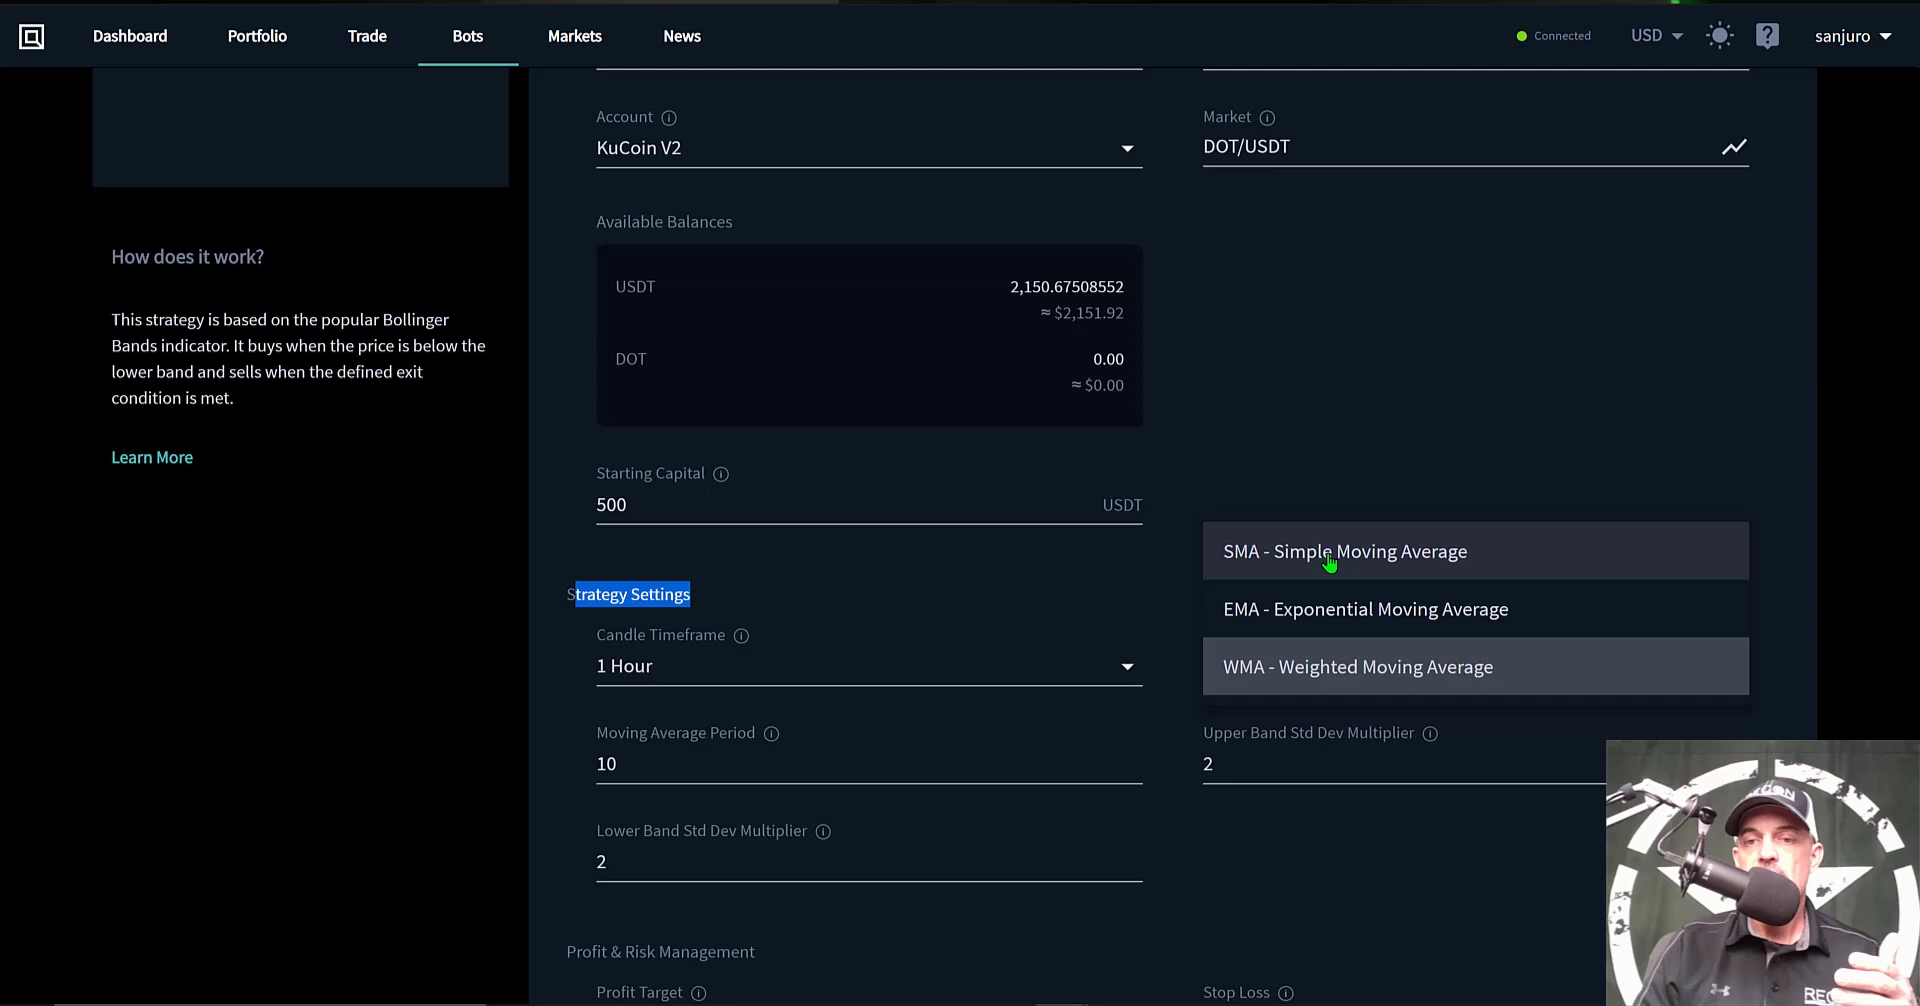 Dashboard
Portfolio
Trade
Bots
Markets
News
Connected
USD
?
sanjuro
Account
KuCoin V2
Market
DOT/USDT
Available Balances
USDT
2,150.67508552
≈ $2,151.92
DOT
0.00
≈ $0.00
How does it work?
This strategy is based on the popular Bollinger
Bands indicator. It buys when the price is below the
lower band and sells when the defined exit
condition is met.
Learn More
Starting Capital
500
USDT
Strategy Settings
Candle Timeframe
1 Hour
SMA - Simple Moving Average
EMA - Exponential Moving Average
WMA - Weighted Moving Average
Moving Average Period
10
Upper Band Std Dev Multiplier
2
Lower Band Std Dev Multiplier
2
Profit & Risk Management
Profit Target
Stop Loss